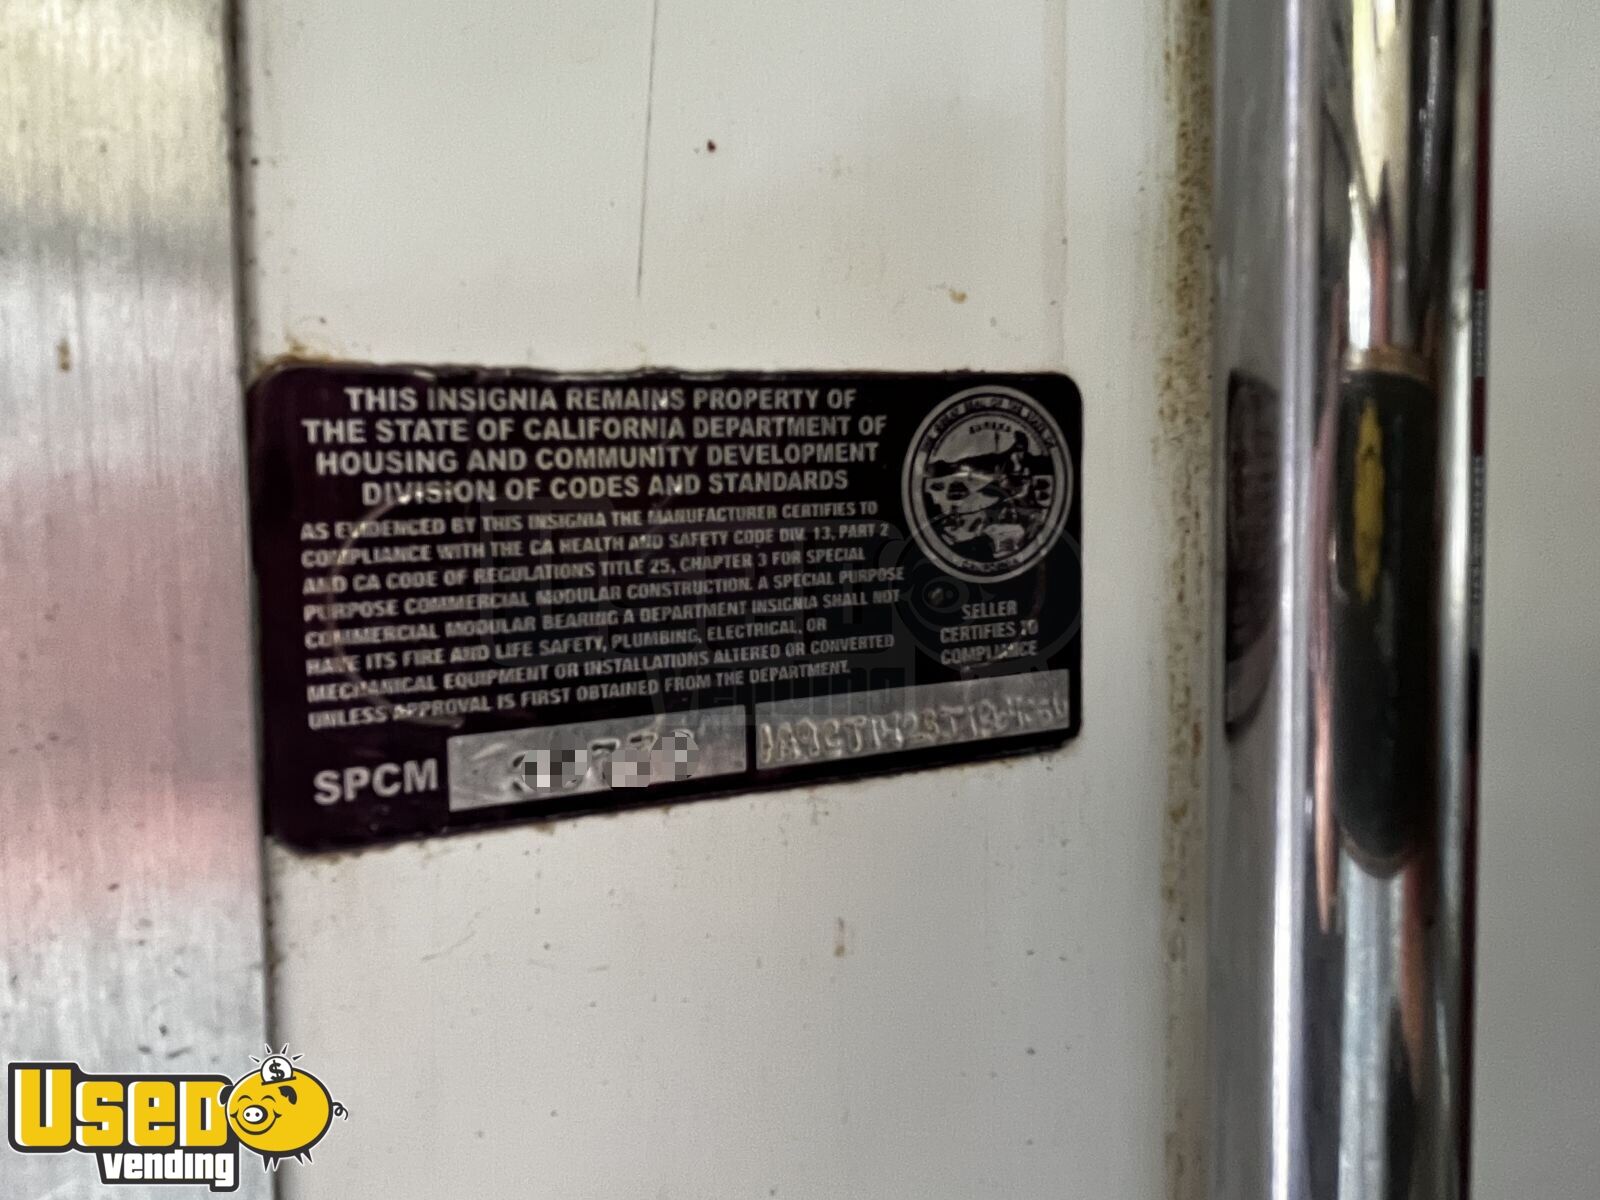 THIS INSIGNIA REMAINS PROPERTY OF
THE STATE OF CALIFORNIA DEPARTMENT OF
HOUSING AND COMMUNITY DEVELOPMENT
DIVISION OF CODES AND STANDARDS
AS EVIDENCED BY THIS INSIGNIA THE MANUFACTURER CERTIFIES TO
COMPLIANCE WITH THE CA HEALTH AND SAFETY CODE DIV. 13, PART 2
AND CA CODE OF REGULATIONS TITLE 25, CHAPTER 3 FOR SPECIAL
PURPOSE COMMERCIAL MODULAR CONSTRUCTION. A SPECIAL PURPOSE
COMMERCIAL MODULAR BEARING A DEPARTMENT INSIGNIA SHALL NOT
HAVE ITS FIRE AND LIFE SAFETY, PLUMBING, ELECTRICAL, OR
MECHANICAL EQUIPMENT OR INSTALLATIONS ALTERED OR CONVERTED
UNLESS APPROVAL IS FIRST OBTAINED FROM THE DEPARTMENT.
SELLER
CERTIFIES TO
COMPLIANCE
SPCM
USED
vending